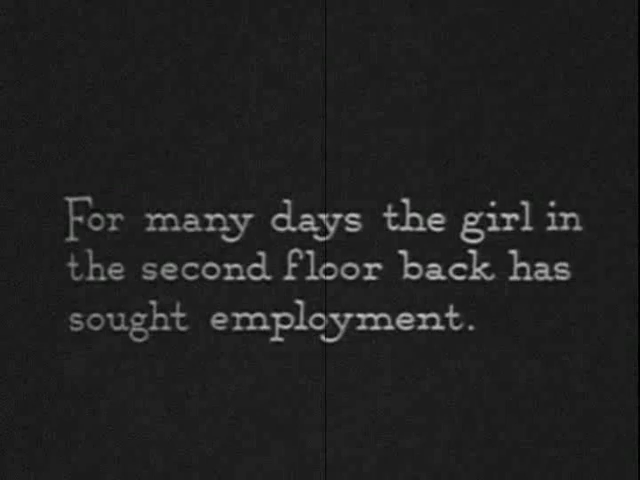 For many days the girl in
the second floor back has
sought employment.